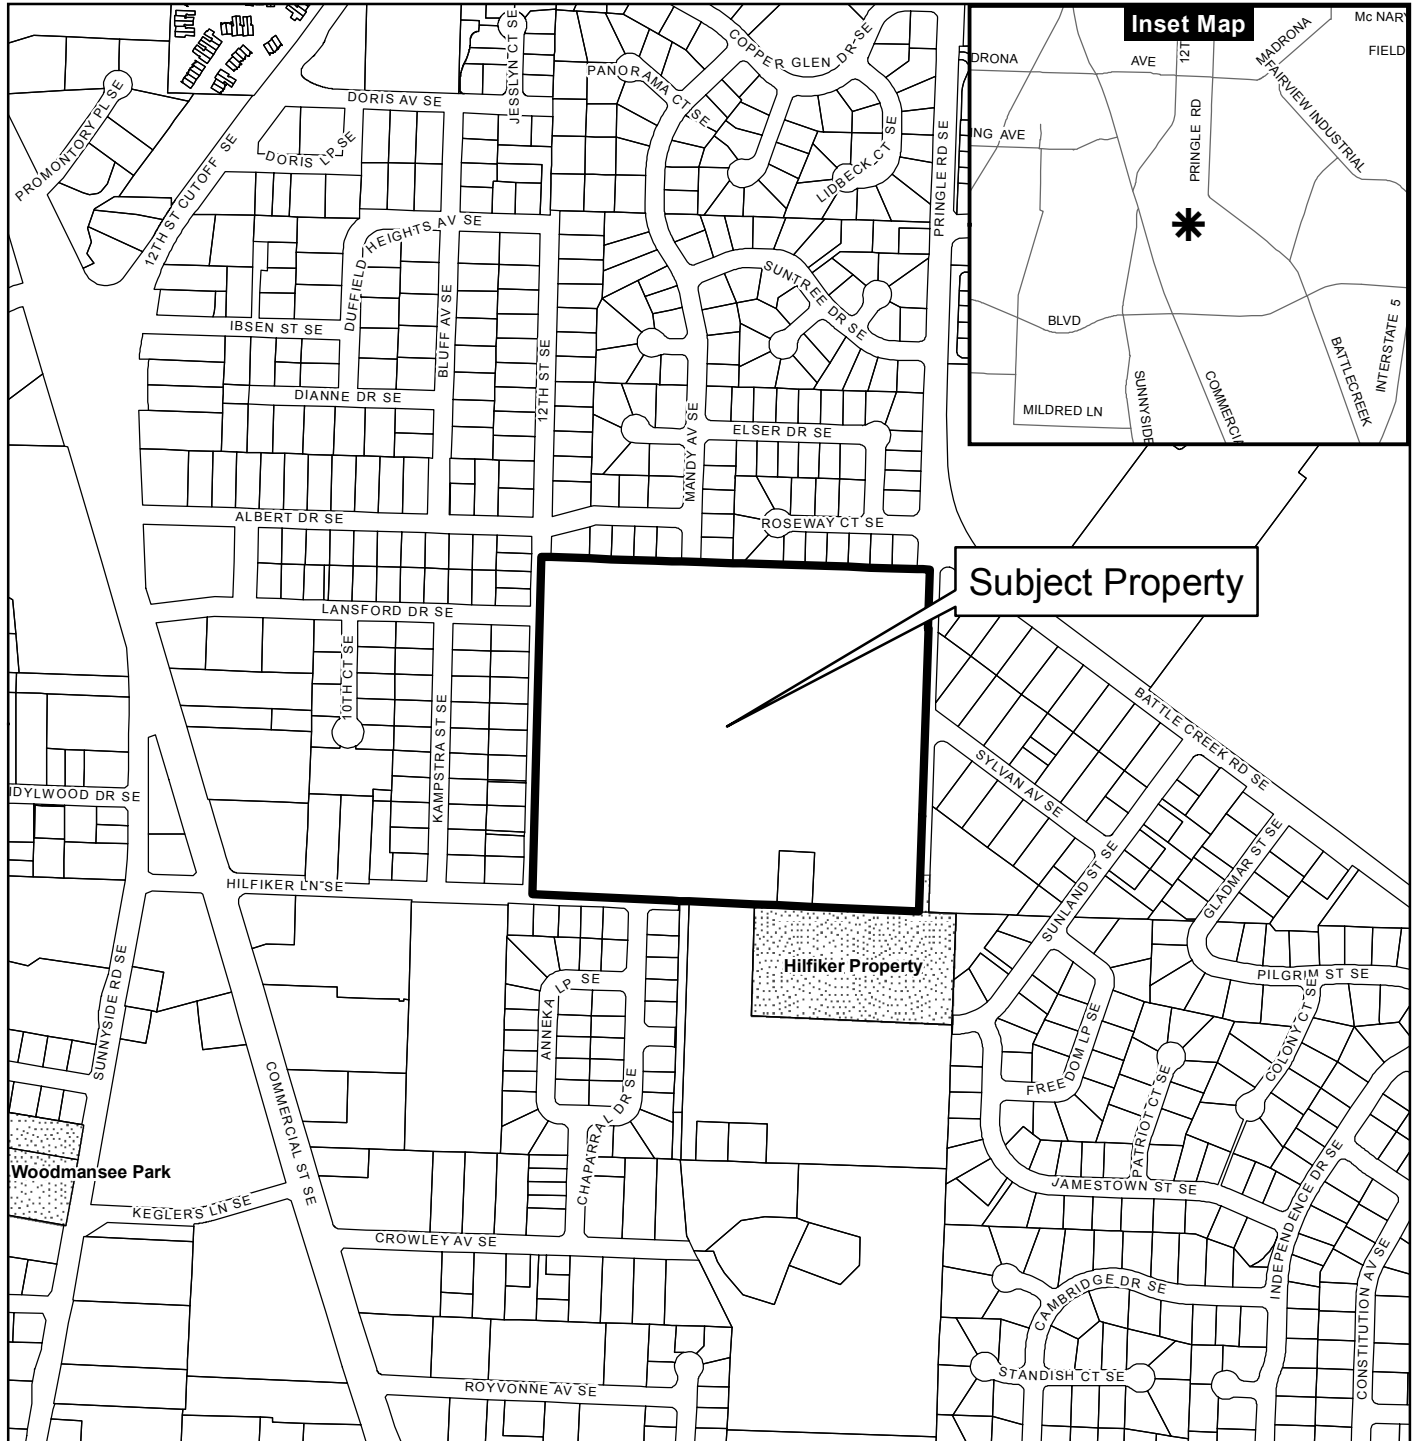 JESSLYN CT SE
COPPER GLEN DR SE
PANORAMA CT SE
PROMONTORY PL SE
DORIS AV SE
DORIS LP SE
12TH ST CUTOFF SE
LIDBECK CT SE
PRINGLE RD SE
DUFFIELD HEIGHTS AV SE
SUNTREE DR SE
IBSEN ST SE
BLUFF AV SE
12TH ST SE
DIANNE DR SE
MANDY AV SE
ELSER DR SE
ALBERT DR SE
ROSEWAY CT SE
Inset Map
Mc NARY
FIELD
DRONA
AVE
12T
MADRONA
FAIRVIEW INDUSTRIAL
ING AVE
PRINGLE RD
BLVD
INTERSTATE 5
BATTLECREEK
SUNNYSIDE
COMMERCI
MILDRED LN
Subject Property
LANSFORD DR SE
10TH CT SE
KAMPSTRA ST SE
BATTLE CREEK RD SE
SYLVAN AV SE
IDYLWOOD DR SE
GLADMAR ST SE
SUNLAND ST SE
HILFIKER LN SE
Hilfiker Property
PILGRIM ST SE
SUNNYSIDE RD SE
ANNEKA LP SE
COLONY CT SE
FREEDOM LP SE
COMMERCIAL ST SE
CHAPARRAL DR SE
PATRIOT CT SE
Woodmansee Park
JAMESTOWN ST SE
INDEPENDENCE DR SE
KEGLERS LN SE
CROWLEY AV SE
CAMBRIDGE DR SE
CONSTITUTION AV SE
STANDISH CT SE
ROYVONNE AV SE